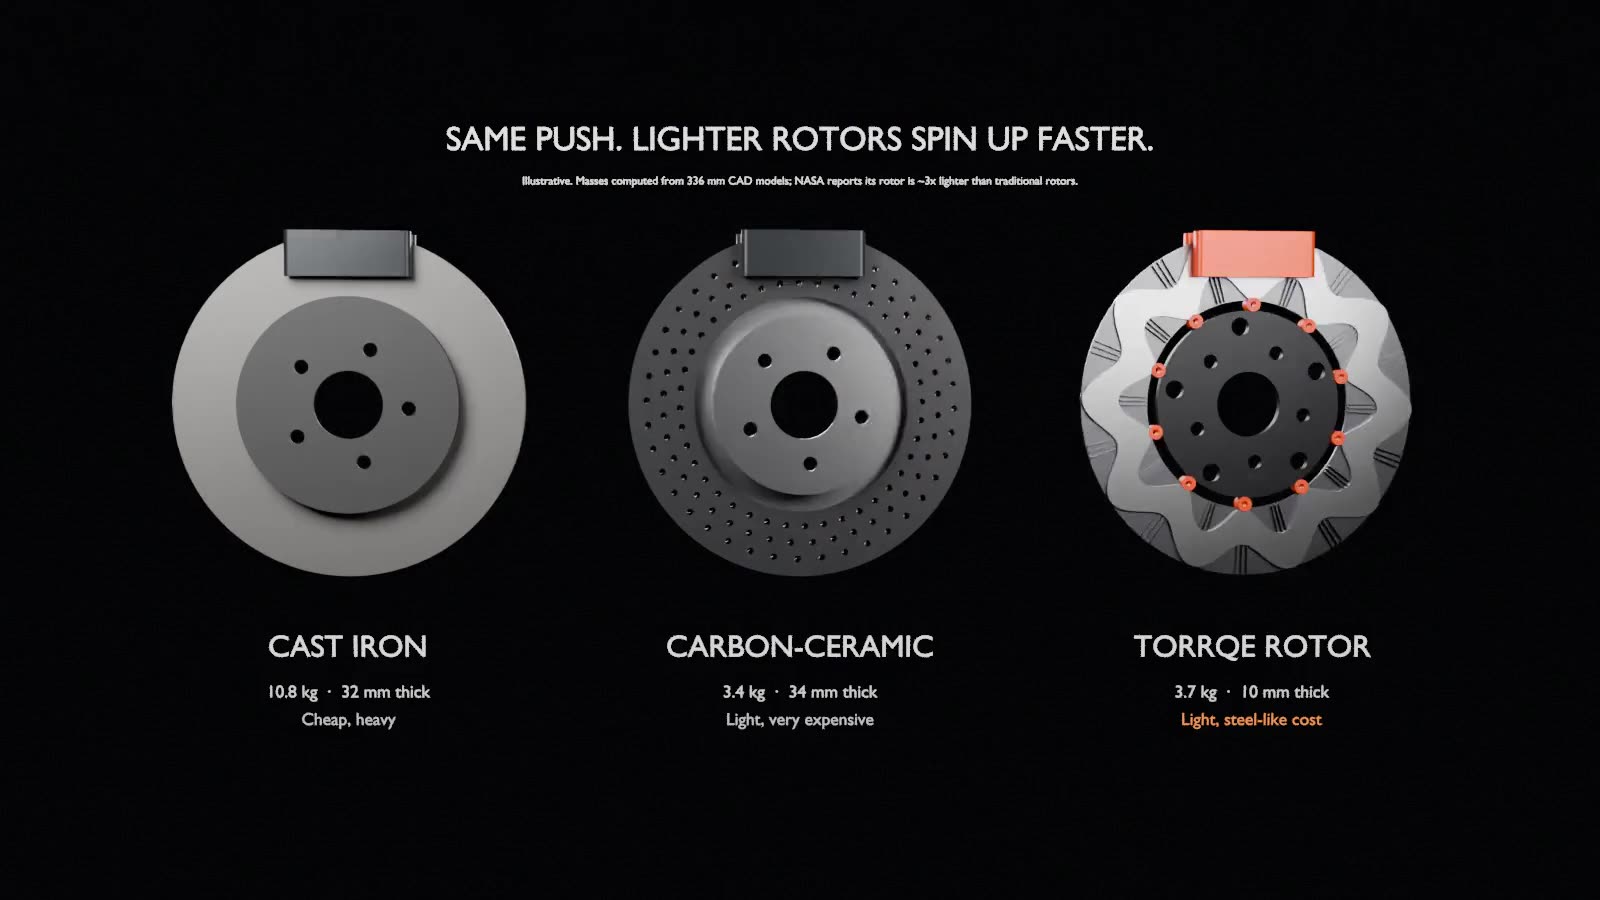 SAME PUSH. LIGHTER ROTORS SPIN UP FASTER.
Illustrative. Masses computed from 336 mm CAD models; NASA reports its rotor is ~3x lighter than traditional rotors.
CAST IRON
10.8 kg · 32 mm thick
Cheap, heavy
CARBON-CERAMIC
3.4 kg · 34 mm thick
Light, very expensive
TORRQE ROTOR
3.7 kg · 10 mm thick
Light, steel-like cost